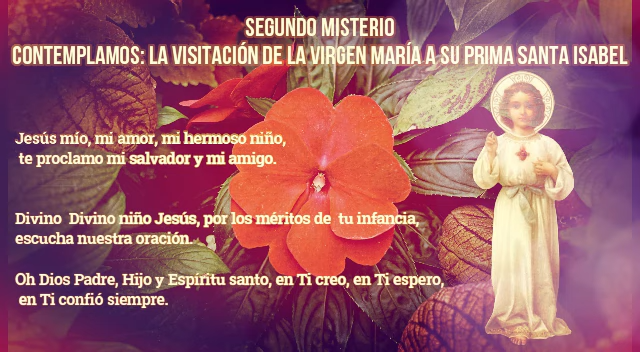 SEGUNDO MISTERIO
CONTEMPLAMOS: LA VISITACIÓN DE LA VIRGEN MARÍA A SU PRIMA SANTA ISABEL
Jesús mío, mi amor, mi hermoso niño,
te proclamo mi salvador y mi amigo.
Divino Divino niño Jesús, por los méritos de tu infancia,
escucha nuestra oración.
Oh Dios Padre, Hijo y Espíritu santo, en Ti creo, en Ti espero,
en Ti confió siempre.